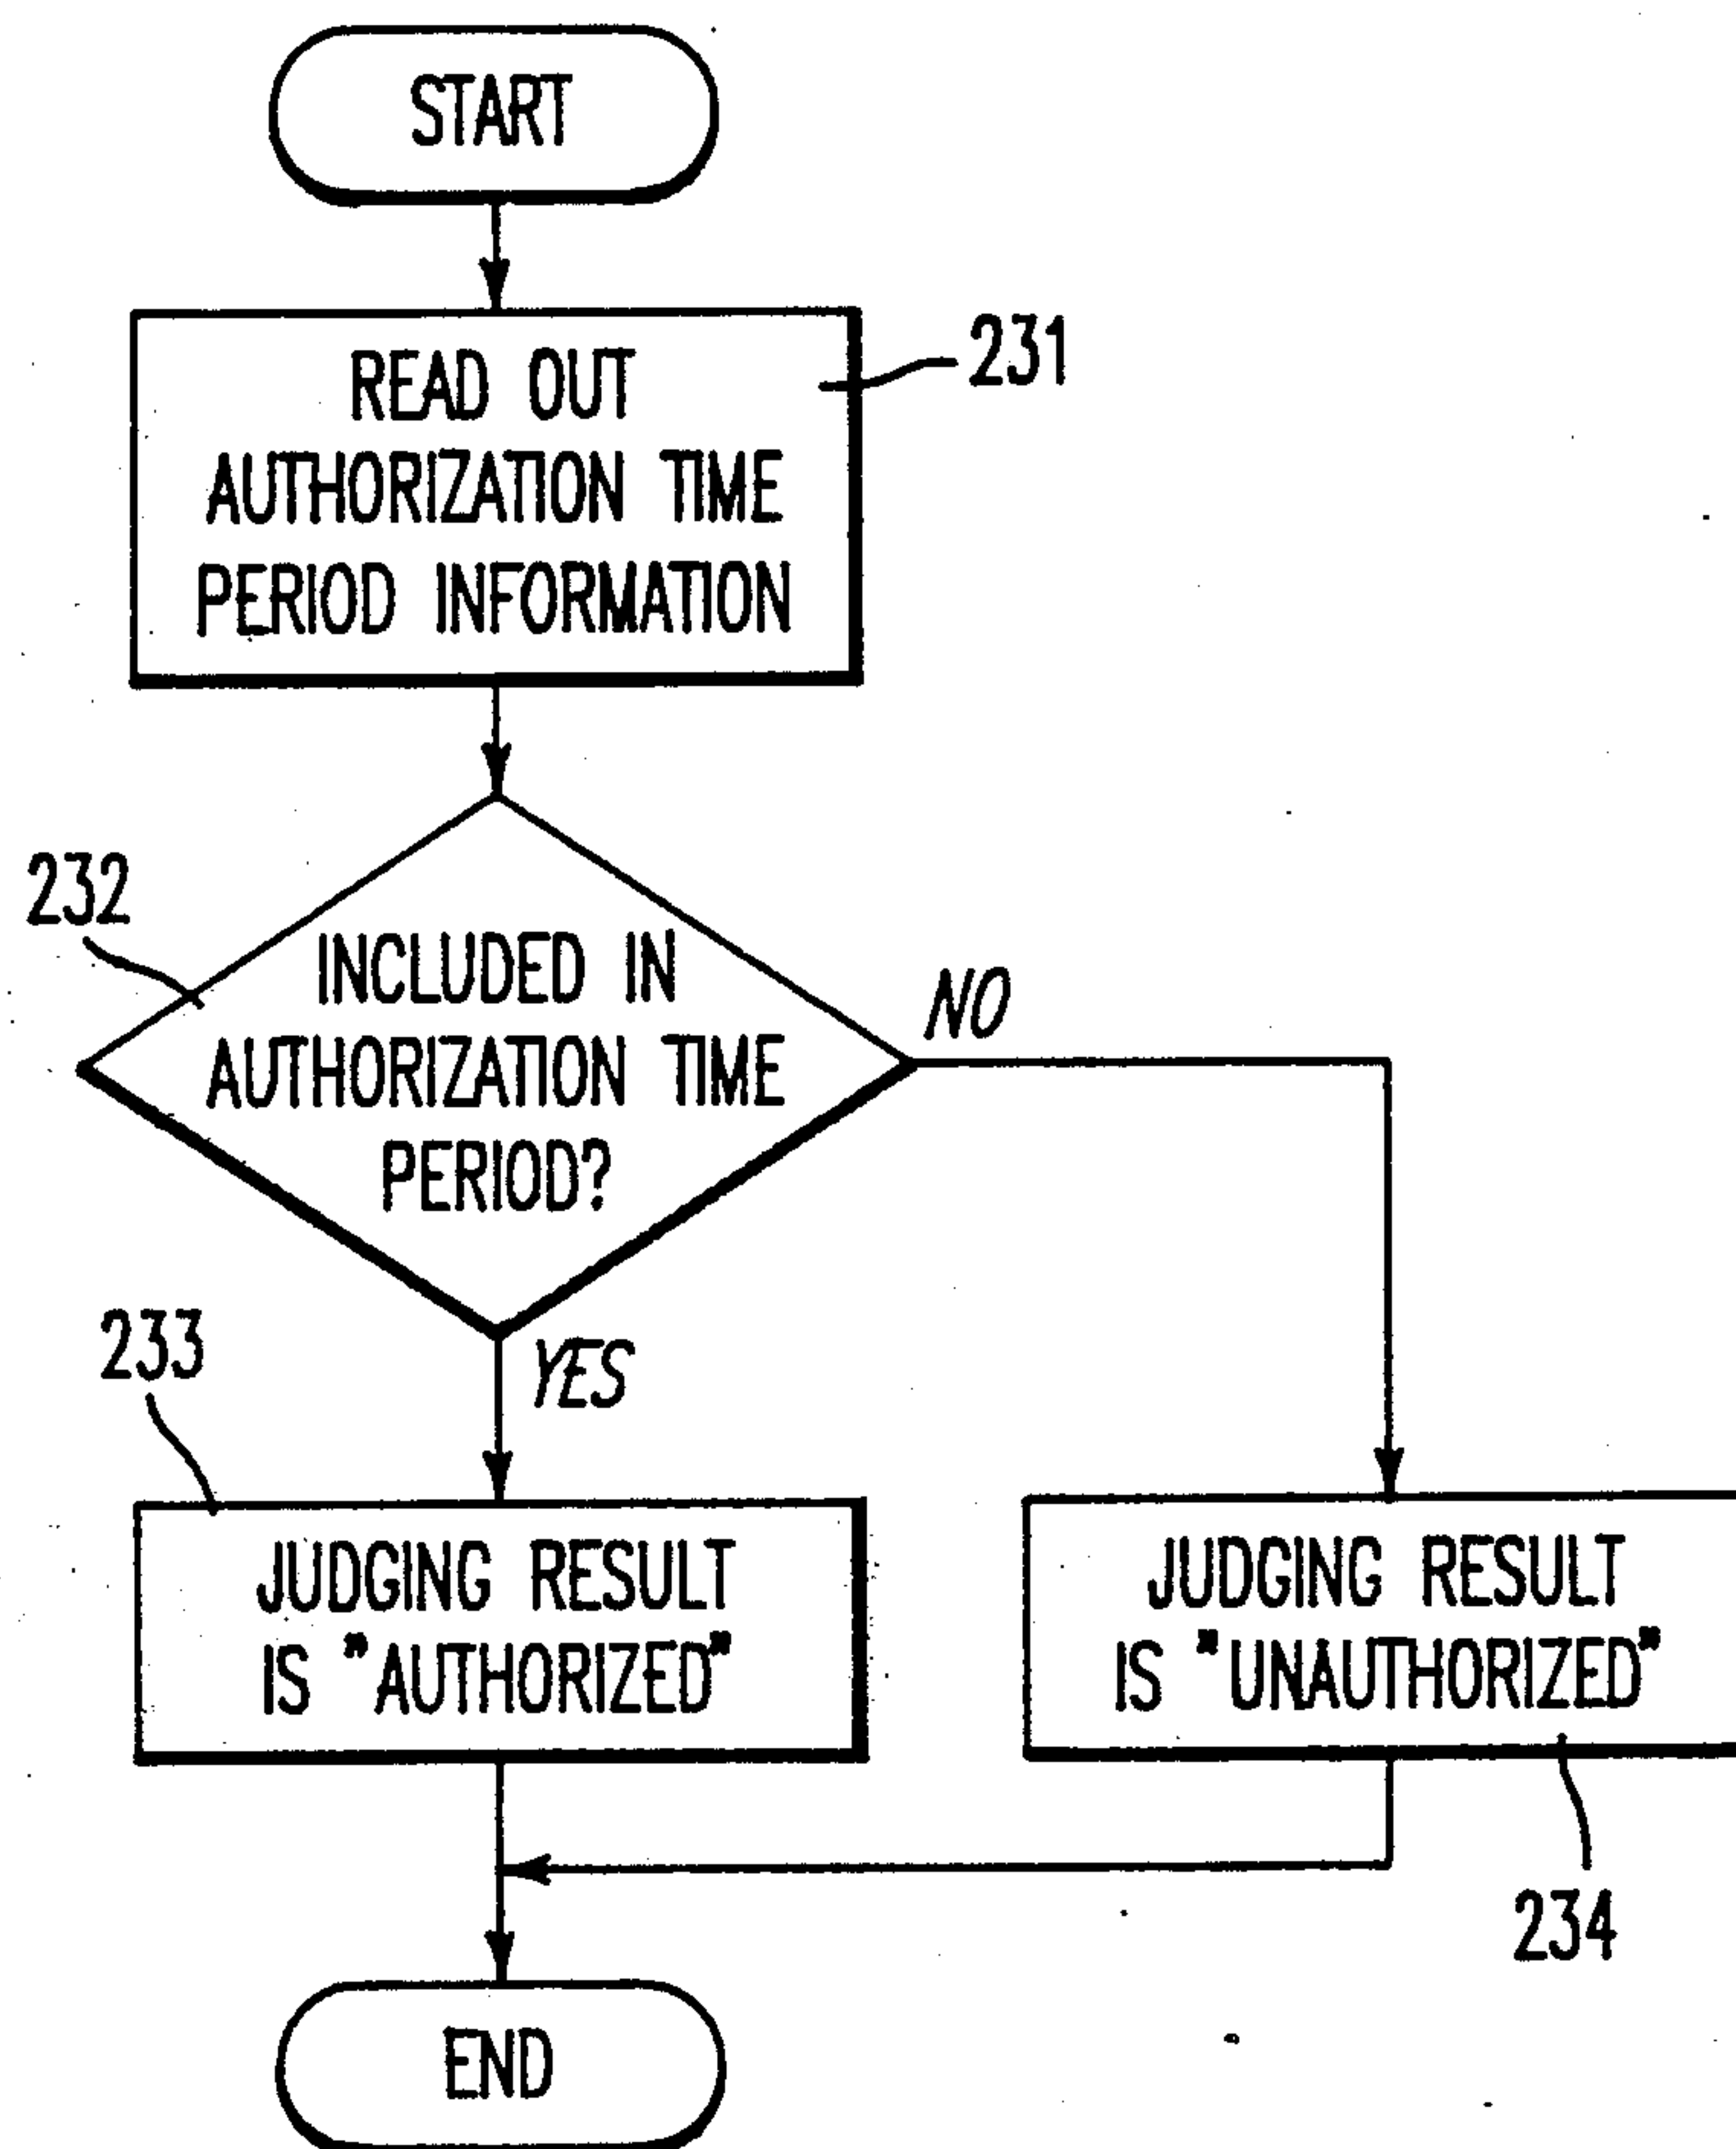 START
READ OUT
AUTHORIZATION TIME
PERIOD INFORMATION
231
232
INCLUDED IN
AUTHORIZATION TIME
PERIOD?
NO
YES
233
JUDGING RESULT
IS "AUTHORIZED"
JUDGING RESULT
IS "UNAUTHORIZED"
234
END